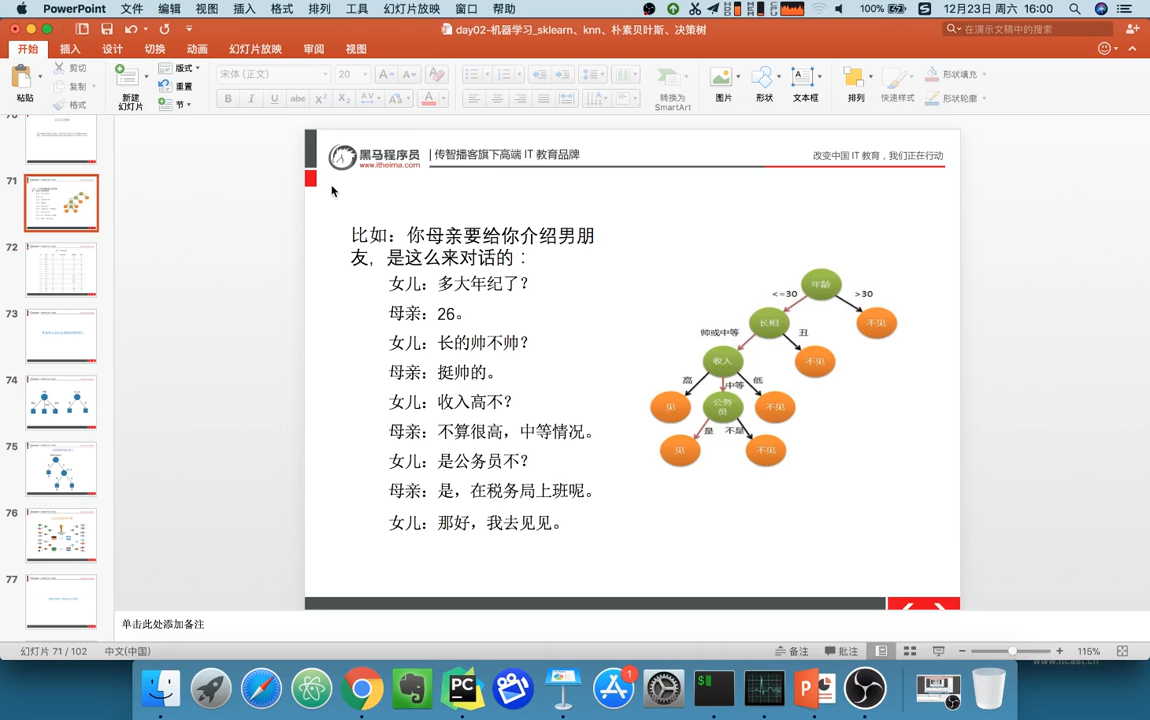 PowerPoint 文件 编辑 视图 插入 格式 排列 工具 幻灯片放映 窗口 帮助
100% 12月23日 周六 16:00
day02-机器学习_sklearn、knn、朴素贝叶斯、决策树
在演示文稿中的搜索
开始 插入 设计 切换 动画 幻灯片放映 审阅 视图
粘贴
剪切
复制
格式
新建
幻灯片
版式
重置
节
宋体 (正文) 20
B I U abc X² X₂
转换为
SmartArt
图片 形状 文本框 排列 快速样式
形状填充
形状轮廓
黑马程序员
www.itheima.com
传智播客旗下高端 IT 教育品牌
改变中国 IT 教育，我们正在行动
71
72
73
74
75
76
77
比如：你母亲要给你介绍男朋
友，是这么来对话的：
女儿：多大年纪了？
母亲：26。
女儿：长的帅不帅？
母亲：挺帅的。
女儿：收入高不？
母亲：不算很高，中等情况。
女儿：是公务员不？
母亲：是，在税务局上班呢。
女儿：那好，我去见见。
年龄
<=30 >30
长相 不见
帅或中等 丑
收入 不见
高 中等 低
见 公务
员 不见
是 不是
见 不见
单击此处添加备注
幻灯片 71 / 102 中文(中国)
备注 批注 115%
www.itcast.cn
PC
1